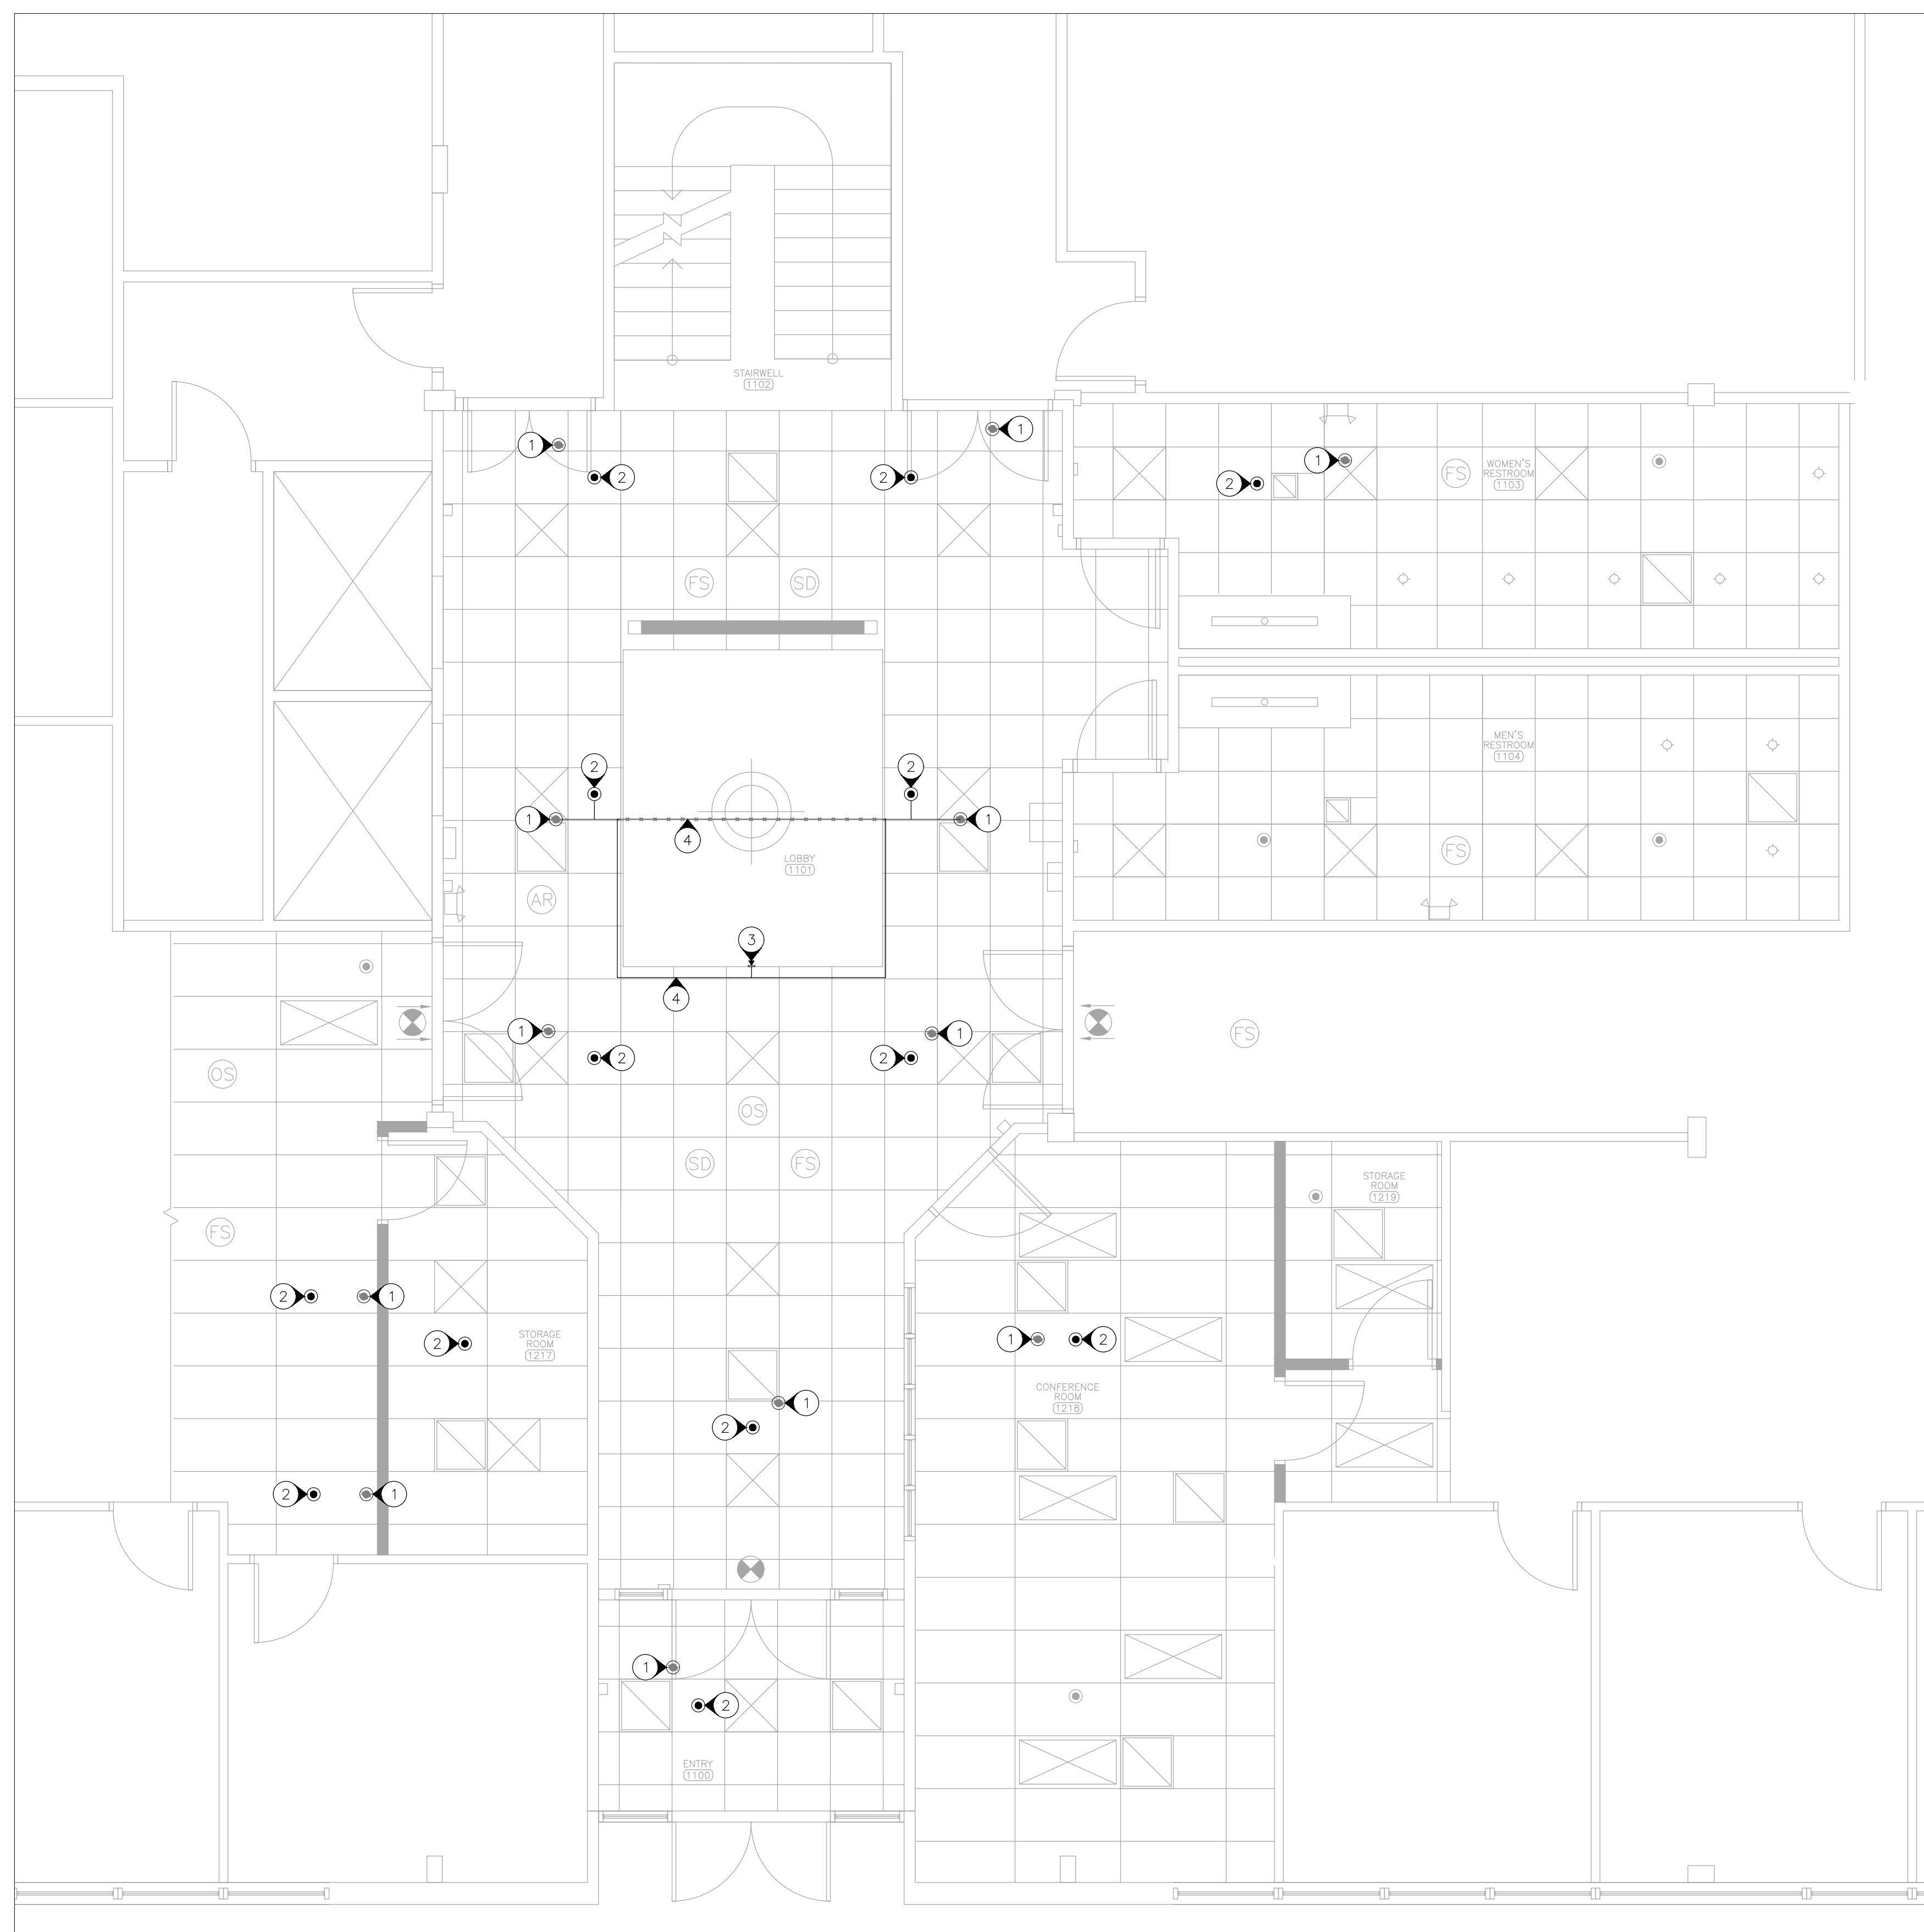 STAIRWELL
1102
1
1
2
2
WOMEN'S
RESTROOM
1103
FS
1
2
FS
SD
MEN'S
RESTROOM
1104
2
2
1
1
4
LOBBY
1101
FS
AR
3
4
1
1
FS
2
2
OS
OS
SD
FS
STORAGE
ROOM
1219
FS
2
1
2
STORAGE
ROOM
1217
1
2
CONFERENCE
ROOM
1218
1
2
2
1
1
2
ENTRY
1100